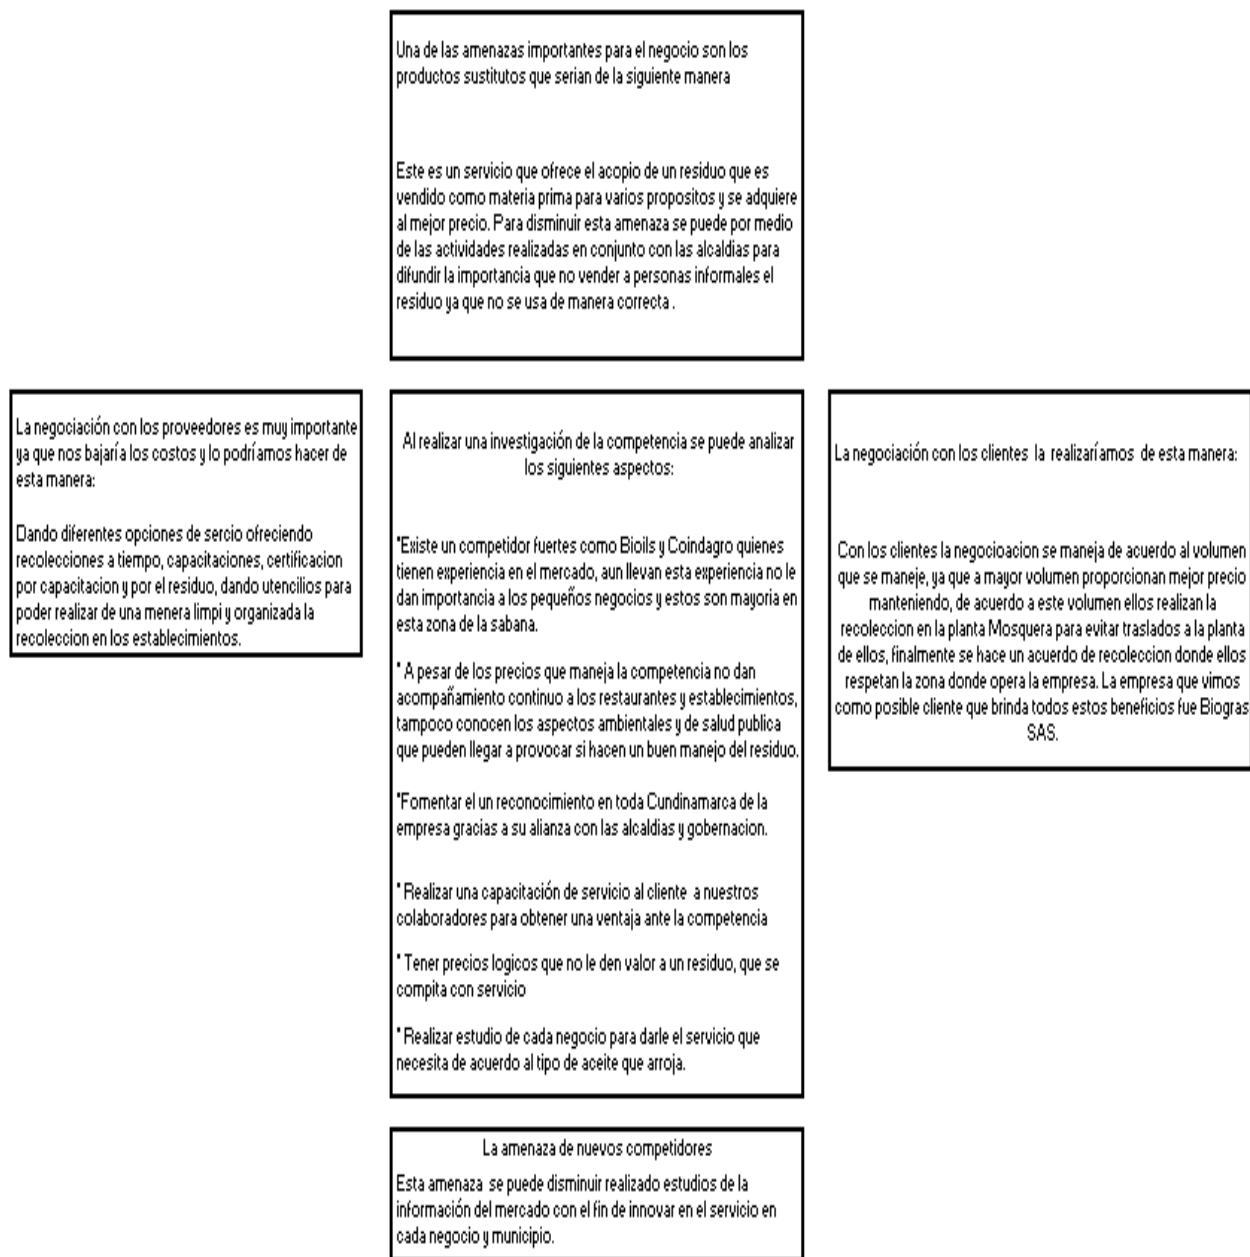 Una de las amenazas importantes para el negocio son los
productos sustitutos que serian de la siguiente manera
Este es un servicio que ofrece el acopio de un residuo que es
vendido como materia prima para varios propositos y se adquiere
al mejor precio. Para disminuir esta amenaza se puede por medio
de las actividades realizadas en conjunto con las alcaldias para
difundir la importancia que no vender a personas informales el
residuo ya que no se usa de manera correcta .
La negociación con los proveedores es muy importante
ya que nos bajaría los costos y lo podríamos hacer de
esta manera:
Dando diferentes opciones de sercio ofreciendo
recolecciones a tiempo, capacitaciones, certificacion
por capacitacion y por el residuo, dando utencilios para
poder realizar de una menera limpi y organizada la
recoleccion en los establecimientos.
Al realizar una investigación de la competencia se puede analizar
los siguientes aspectos:
*Existe un competidor fuertes como Bioils y Coindagro quienes
tienen experiencia en el mercado, aun llevan esta experiencia no le
dan importancia a los pequeños negocios y estos son mayoria en
esta zona de la sabana.
* A pesar de los precios que maneja la competencia no dan
acompañamiento continuo a los restaurantes y establecimientos,
tampoco conocen los aspectos ambientales y de salud publica
que pueden llegar a provocar si hacen un buen manejo del residuo.
*Fomentar el un reconocimiento en toda Cundinamarca de la
empresa gracias a su alianza con las alcaldias y gobernacion.
* Realizar una capacitación de servicio al cliente a nuestros
colaboradores para obtener una ventaja ante la competencia
* Tener precios logicos que no le den valor a un residuo, que se
compita con servicio
* Realizar estudio de cada negocio para darle el servicio que
necesita de acuerdo al tipo de aceite que arroja.
La negociación con los clientes la realizaríamos de esta manera:
Con los clientes la negocioacion se maneja de acuerdo al volumen
que se maneje, ya que a mayor volumen proporcionan mejor precio
manteniendo, de acuerdo a este volumen ellos realizan la
recoleccion en la planta Mosquera para evitar traslados a la planta
de ellos, finalmente se hace un acuerdo de recoleccion donde ellos
respetan la zona donde opera la empresa. La empresa que vimos
como posible cliente que brinda todos estos beneficios fue Biogras
SAS.
La amenaza de nuevos competidores
Esta amenaza se puede disminuir realizado estudios de la
información del mercado con el fin de innovar en el servicio en
cada negocio y municipio.